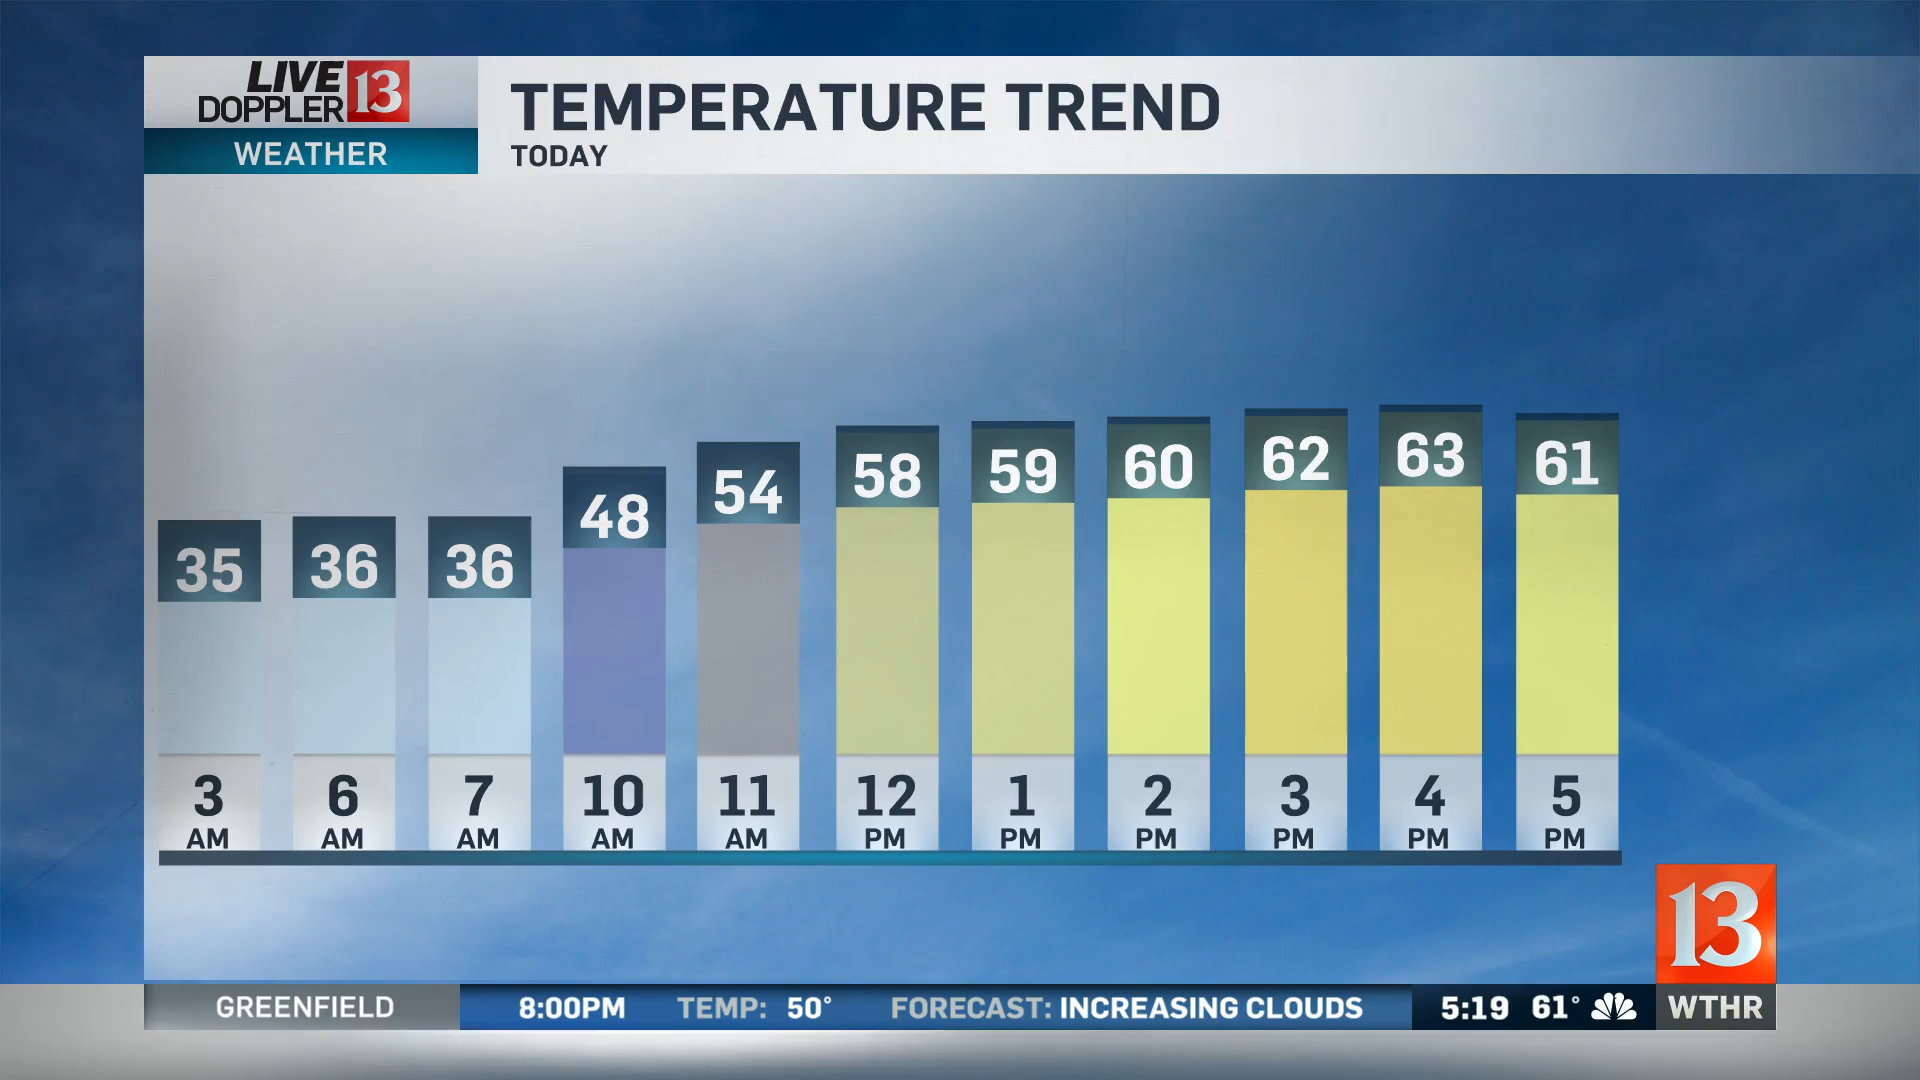 LIVE
DOPPLER 13
WEATHER
TEMPERATURE TREND
TODAY
35 36 36 48 54 58 59 60 62 63 61
3 6 7 10 11 12 1 2 3 4 5
AM AM AM AM AM PM PM PM PM PM PM
13
GREENFIELD 8:00PM TEMP: 50° FORECAST: INCREASING CLOUDS 5:19 61° WTHR